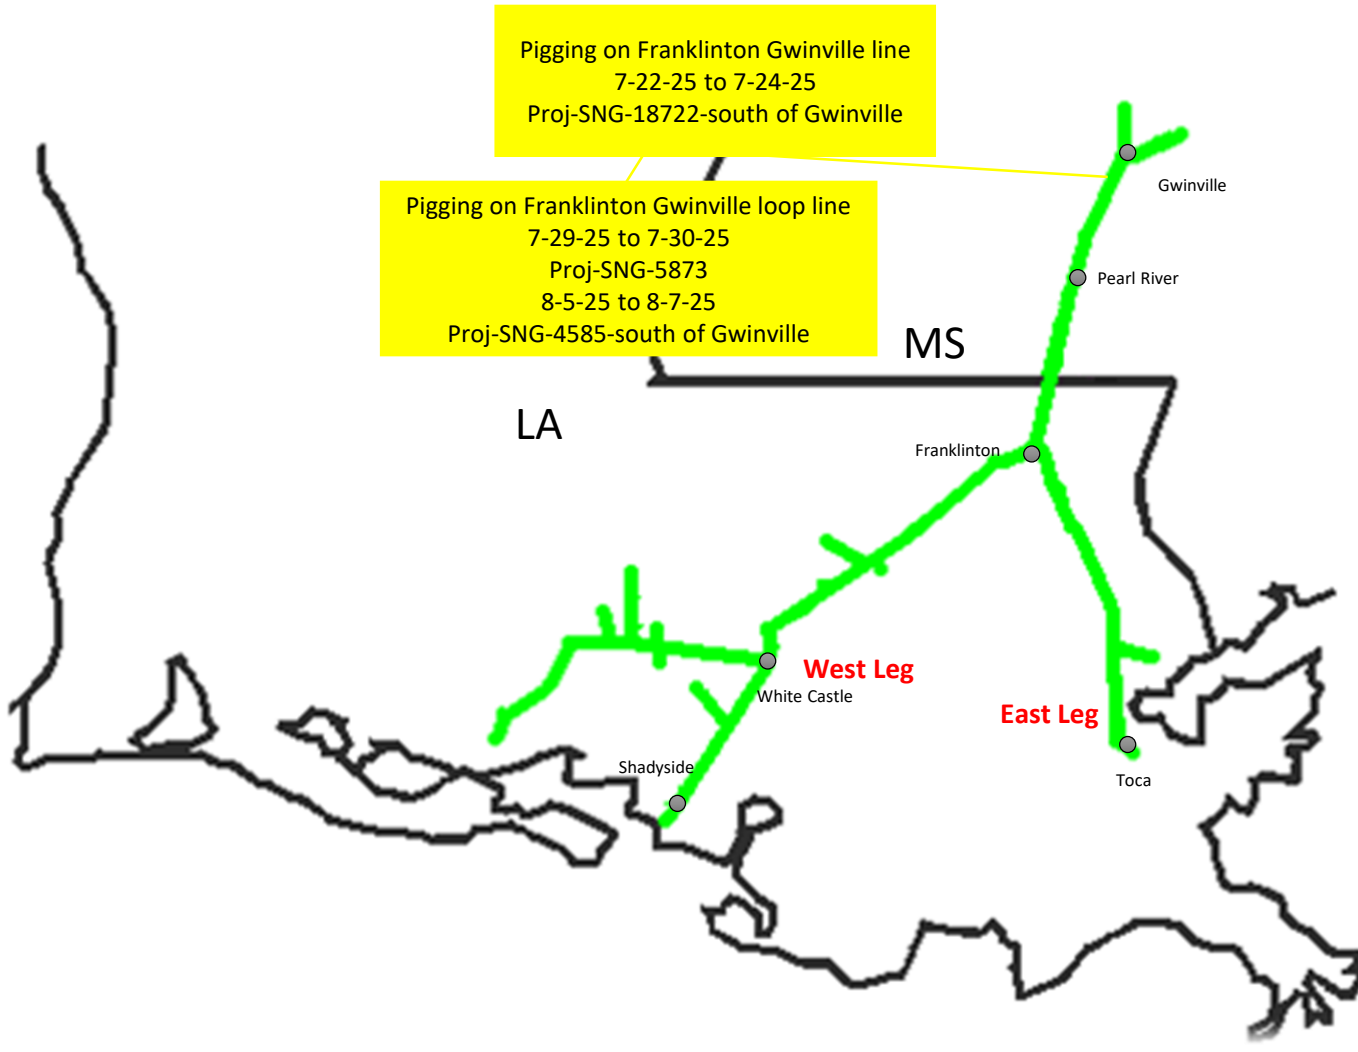 Pigging on Franklinton Gwinville line
7-22-25 to 7-24-25
Proj-SNG-18722-south of Gwinville
Gwinville
Pigging on Franklinton Gwinville loop line
7-29-25 to 7-30-25
Proj-SNG-5873
8-5-25 to 8-7-25
Proj-SNG-4585-south of Gwinville
Pearl River
MS
LA
Franklinton
West Leg
White Castle
East Leg
Shadyside
Toca